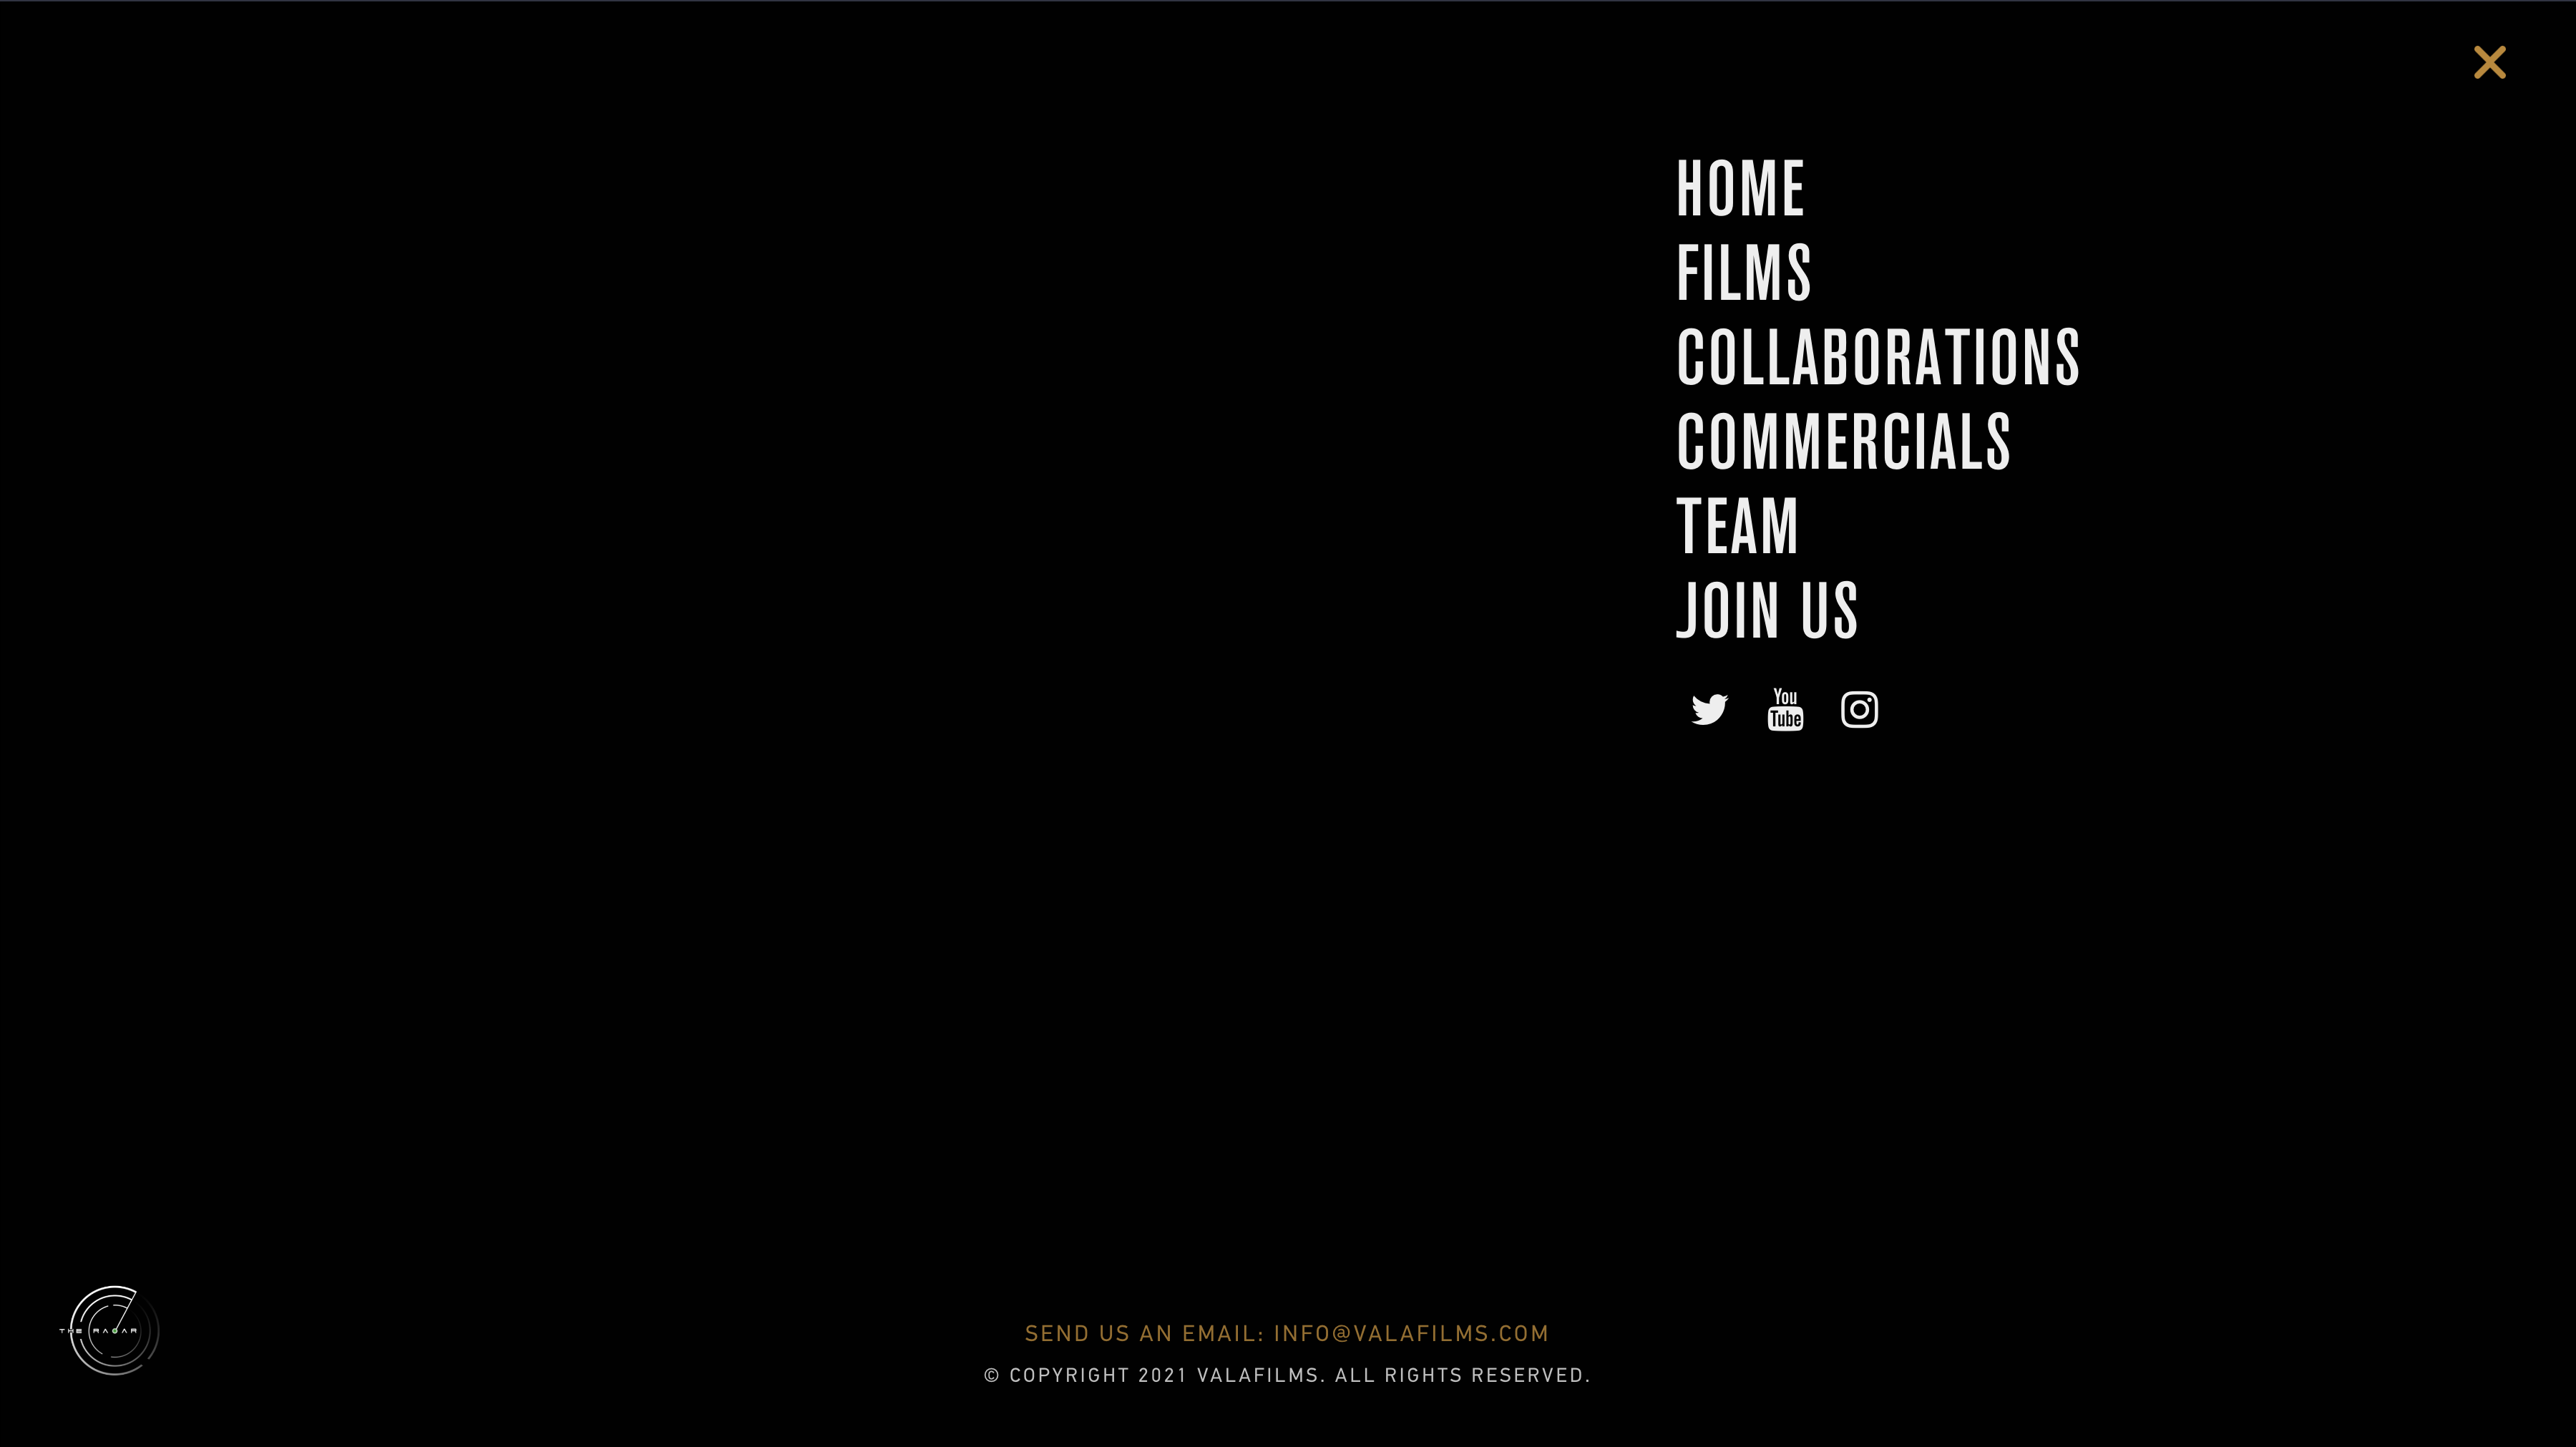 HOME
FILMS
COLLABORATIONS
COMMERCIALS
TEAM
JOIN US
You
Tube
THE RADAR
SEND US AN EMAIL: INFO@VALAFILMS.COM
© COPYRIGHT 2021 VALAFILMS. ALL RIGHTS RESERVED.